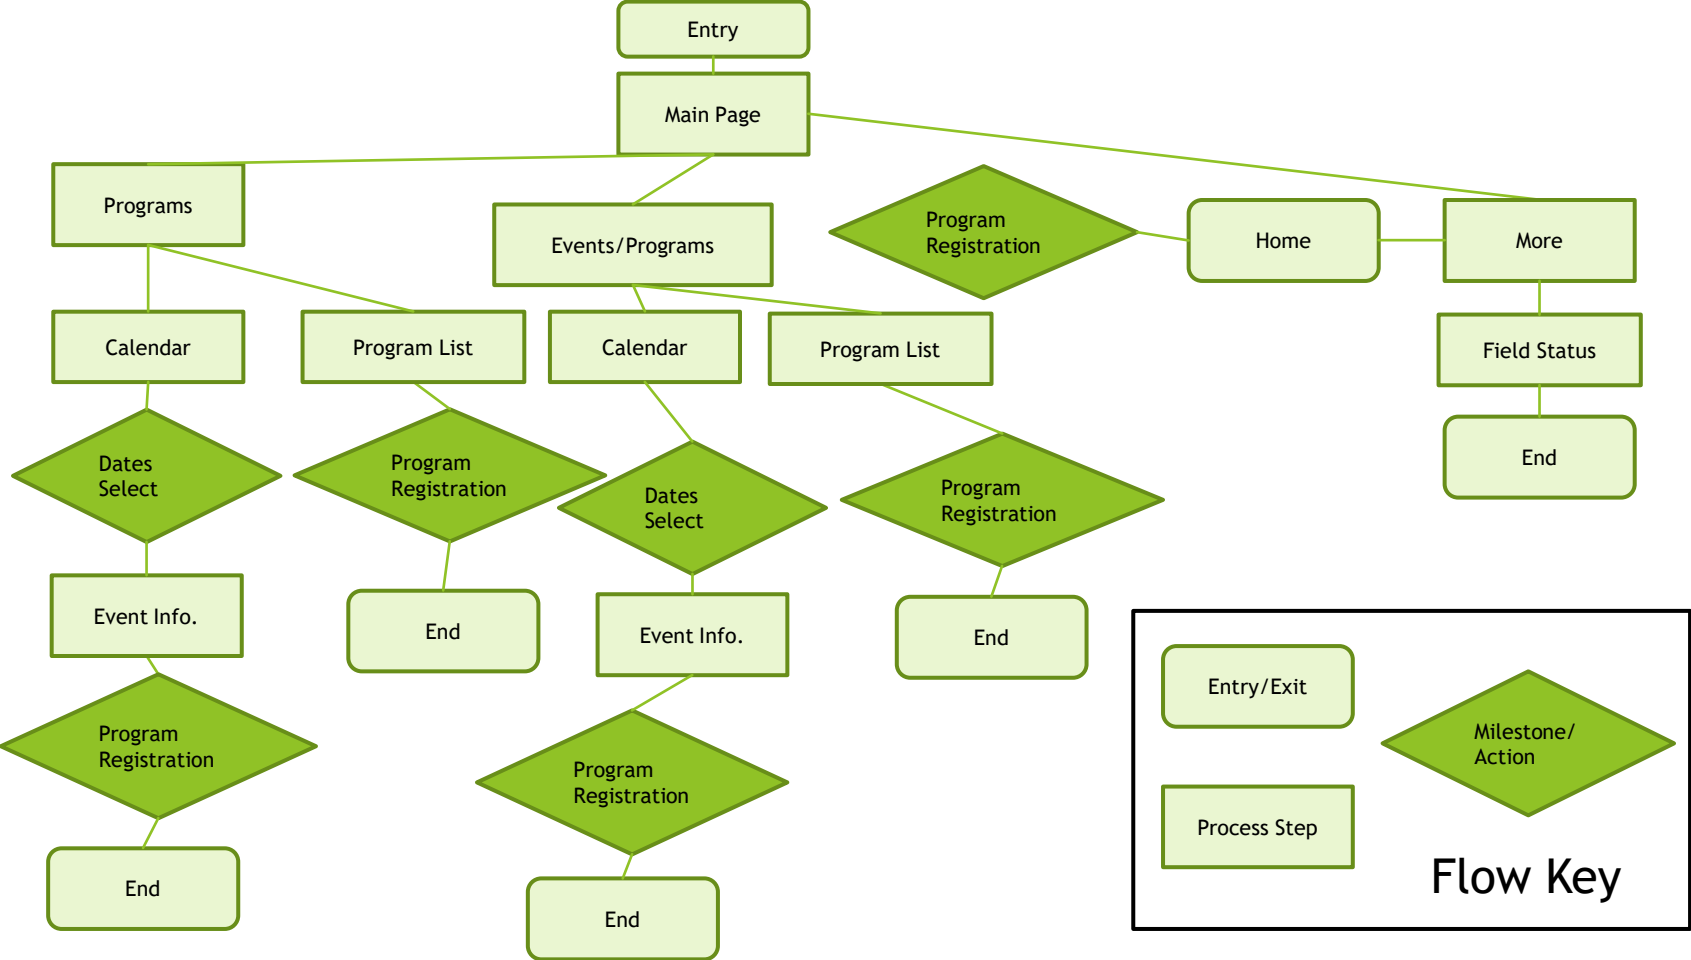 Entry
Main Page
Programs
Events/Programs
Program
Registration
Home
More
Calendar
Program List
Calendar
Program List
Field Status
Dates
Select
Program
Registration
Dates
Select
Program
Registration
End
Event Info.
End
Event Info.
End
Program
Registration
Program
Registration
End
End
Entry/Exit
Milestone/
Action
Process Step
Flow Key